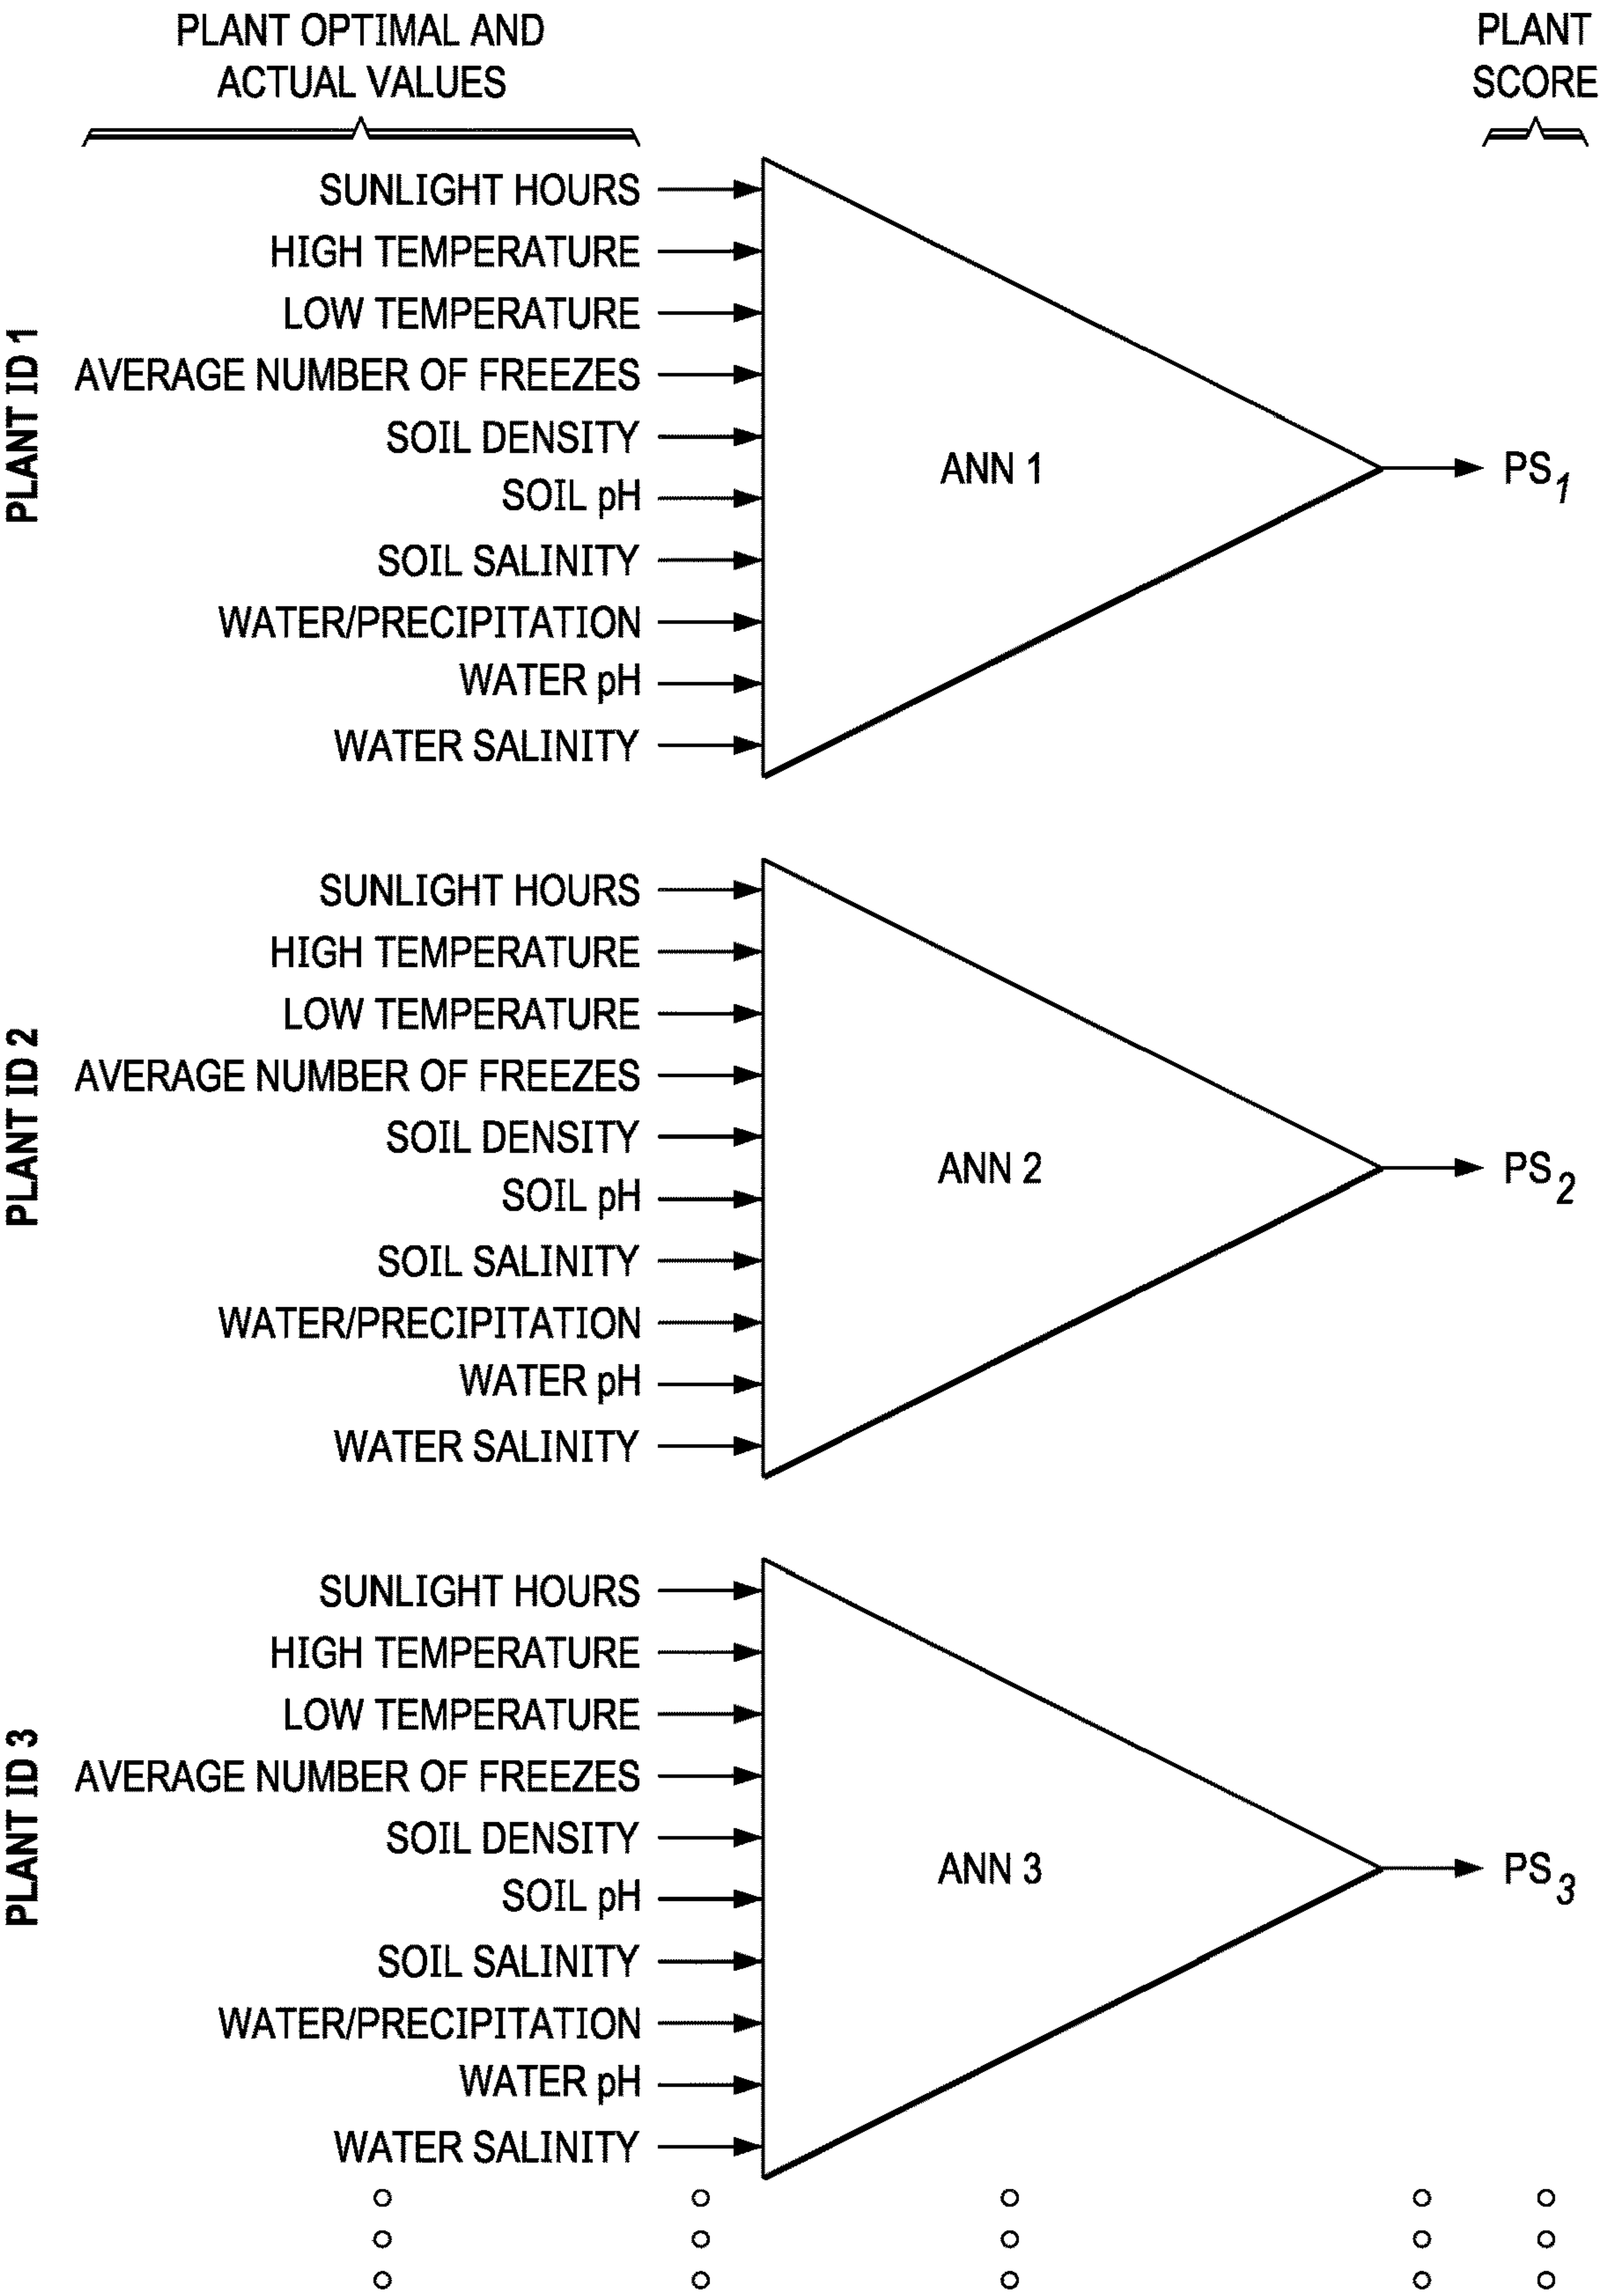 PLANT OPTIMAL AND
ACTUAL VALUES
PLANT
SCORE
PLANT ID 1
SUNLIGHT HOURS
HIGH TEMPERATURE
LOW TEMPERATURE
AVERAGE NUMBER OF FREEZES
SOIL DENSITY
SOIL pH
SOIL SALINITY
WATER/PRECIPITATION
WATER pH
WATER SALINITY
ANN 1
PS1
PLANT ID 2
SUNLIGHT HOURS
HIGH TEMPERATURE
LOW TEMPERATURE
AVERAGE NUMBER OF FREEZES
SOIL DENSITY
SOIL pH
SOIL SALINITY
WATER/PRECIPITATION
WATER pH
WATER SALINITY
ANN 2
PS2
PLANT ID 3
SUNLIGHT HOURS
HIGH TEMPERATURE
LOW TEMPERATURE
AVERAGE NUMBER OF FREEZES
SOIL DENSITY
SOIL pH
SOIL SALINITY
WATER/PRECIPITATION
WATER pH
WATER SALINITY
ANN 3
PS3